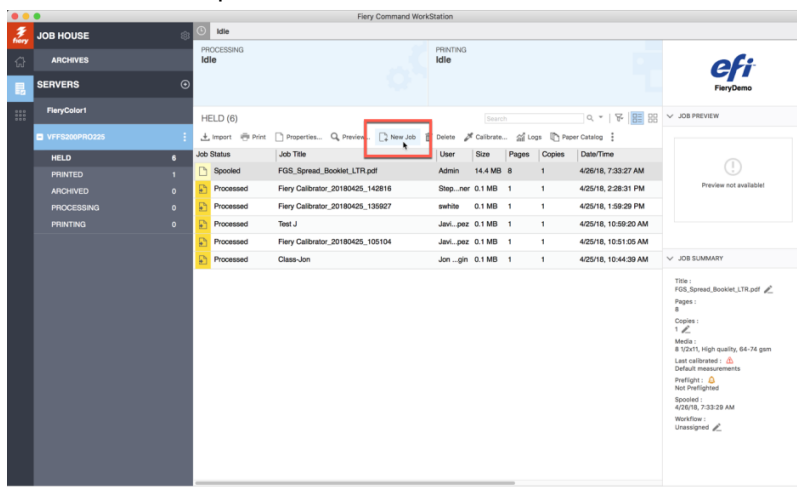 Fiery Command WorkStation
fiery
JOB HOUSE
ARCHIVES
SERVERS
FieryColor1
VFFS200PRO225
HELD 6
PRINTED 1
ARCHIVED 0
PROCESSING 0
PRINTING 0
Idle
PROCESSING
Idle
PRINTING
Idle
efi
FieryDemo
HELD (6)
Search
Import Print Properties... Preview... New Job Delete Calibrate... Logs Paper Catalog
Job Status Job Title User Size Pages Copies Date/Time
Spooled FGS_Spread_Booklet_LTR.pdf Admin 14.4 MB 8 1 4/26/18, 7:33:27 AM
Processed Fiery Calibrator_20180425_142816 Step...ner 0.1 MB 1 1 4/25/18, 2:28:31 PM
Processed Fiery Calibrator_20180425_135927 swhite 0.1 MB 1 1 4/25/18, 1:59:29 PM
Processed Test J Javi...pez 0.1 MB 1 1 4/25/18, 10:59:20 AM
Processed Fiery Calibrator_20180425_105104 Javi...pez 0.1 MB 1 1 4/25/18, 10:51:05 AM
Processed Class-Jon Jon ...gin 0.1 MB 1 1 4/25/18, 10:44:39 AM
JOB PREVIEW
Preview not available!
JOB SUMMARY
Title :
FGS_Spread_Booklet_LTR.pdf
Pages :
8
Copies :
1
Media :
8 1/2x11, High quality, 64-74 gsm
Last calibrated :
Default measurements
Preflight :
Not Preflighted
Spooled :
4/26/18, 7:33:29 AM
Workflow :
Unassigned